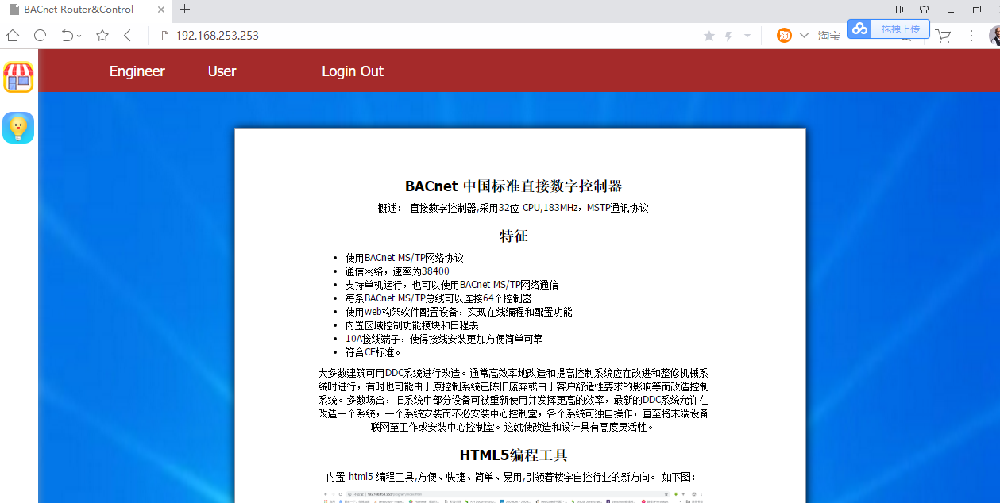 BACnet Router&Control
192.168.253.253
淘
淘宝
拖拽上传
Engineer User Login Out
BACnet 中国标准直接数字控制器
概述： 直接数字控制器,采用32位 CPU,183MHz，MSTP通讯协议
特征
使用BACnet MS/TP网络协议
通信网络，速率为38400
支持单机运行，也可以使用BACnet MS/TP网络通信
每条BACnet MS/TP总线可以连接64个控制器
使用web构架软件配置设备，实现在线编程和配置功能
内置区域控制功能模块和日程表
10A接线端子，使得接线安装更加方便简单可靠
符合CE标准。
大多数建筑可用DDC系统进行改造。通常高效率地改造和提高控制系统应在改进和整修机械系
统时进行，有时也可能由于原控制系统已陈旧废弃或由于客户舒适性要求的影响等而改造控制
系统。多数场合，旧系统中部分设备可被重新使用并发挥更高的效率，最新的DDC系统允许在
改造一个系统，一个系统安装而不必安装中心控制室，各个系统可独自操作，直至将末端设备
联网至工作或安装中心控制室。这就使改造和设计具有高度灵活性。
HTML5编程工具
内置 html5 编程工具,方便、快捷、简单、易用,引领着楼宇自控行业的新方向。 如下图：